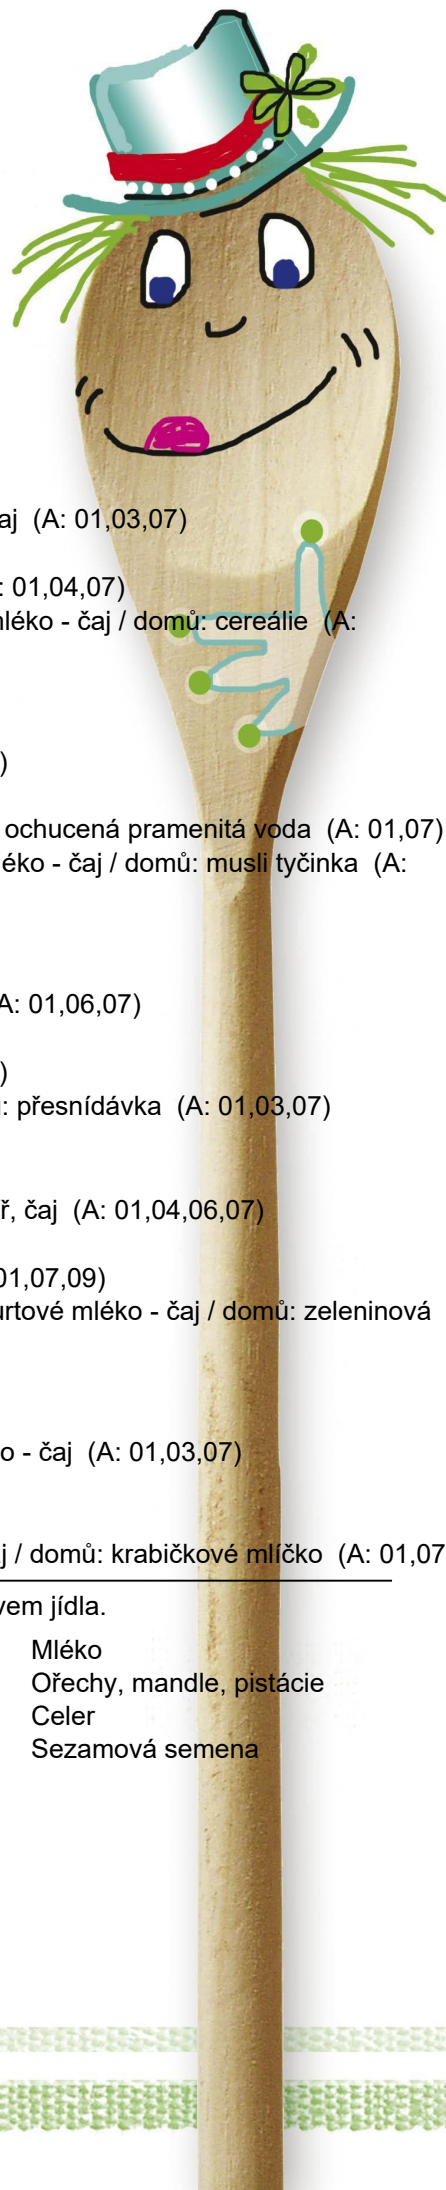 aj (A: 01,03,07)
: 01,04,07)
mléko - čaj / domů: cereálie (A:
)
ochucená pramenitá voda (A: 01,07)
éko - čaj / domů: musli tyčinka (A:
A: 01,06,07)
)
: přesnídávka (A: 01,03,07)
ř, čaj (A: 01,04,06,07)
01,07,09)
urtové mléko - čaj / domů: zeleninová
o - čaj (A: 01,03,07)
j / domů: krabičkové mlíčko (A: 01,07
vem jídla.
Mléko
Ořechy, mandle, pistácie
Celer
Sezamová semena